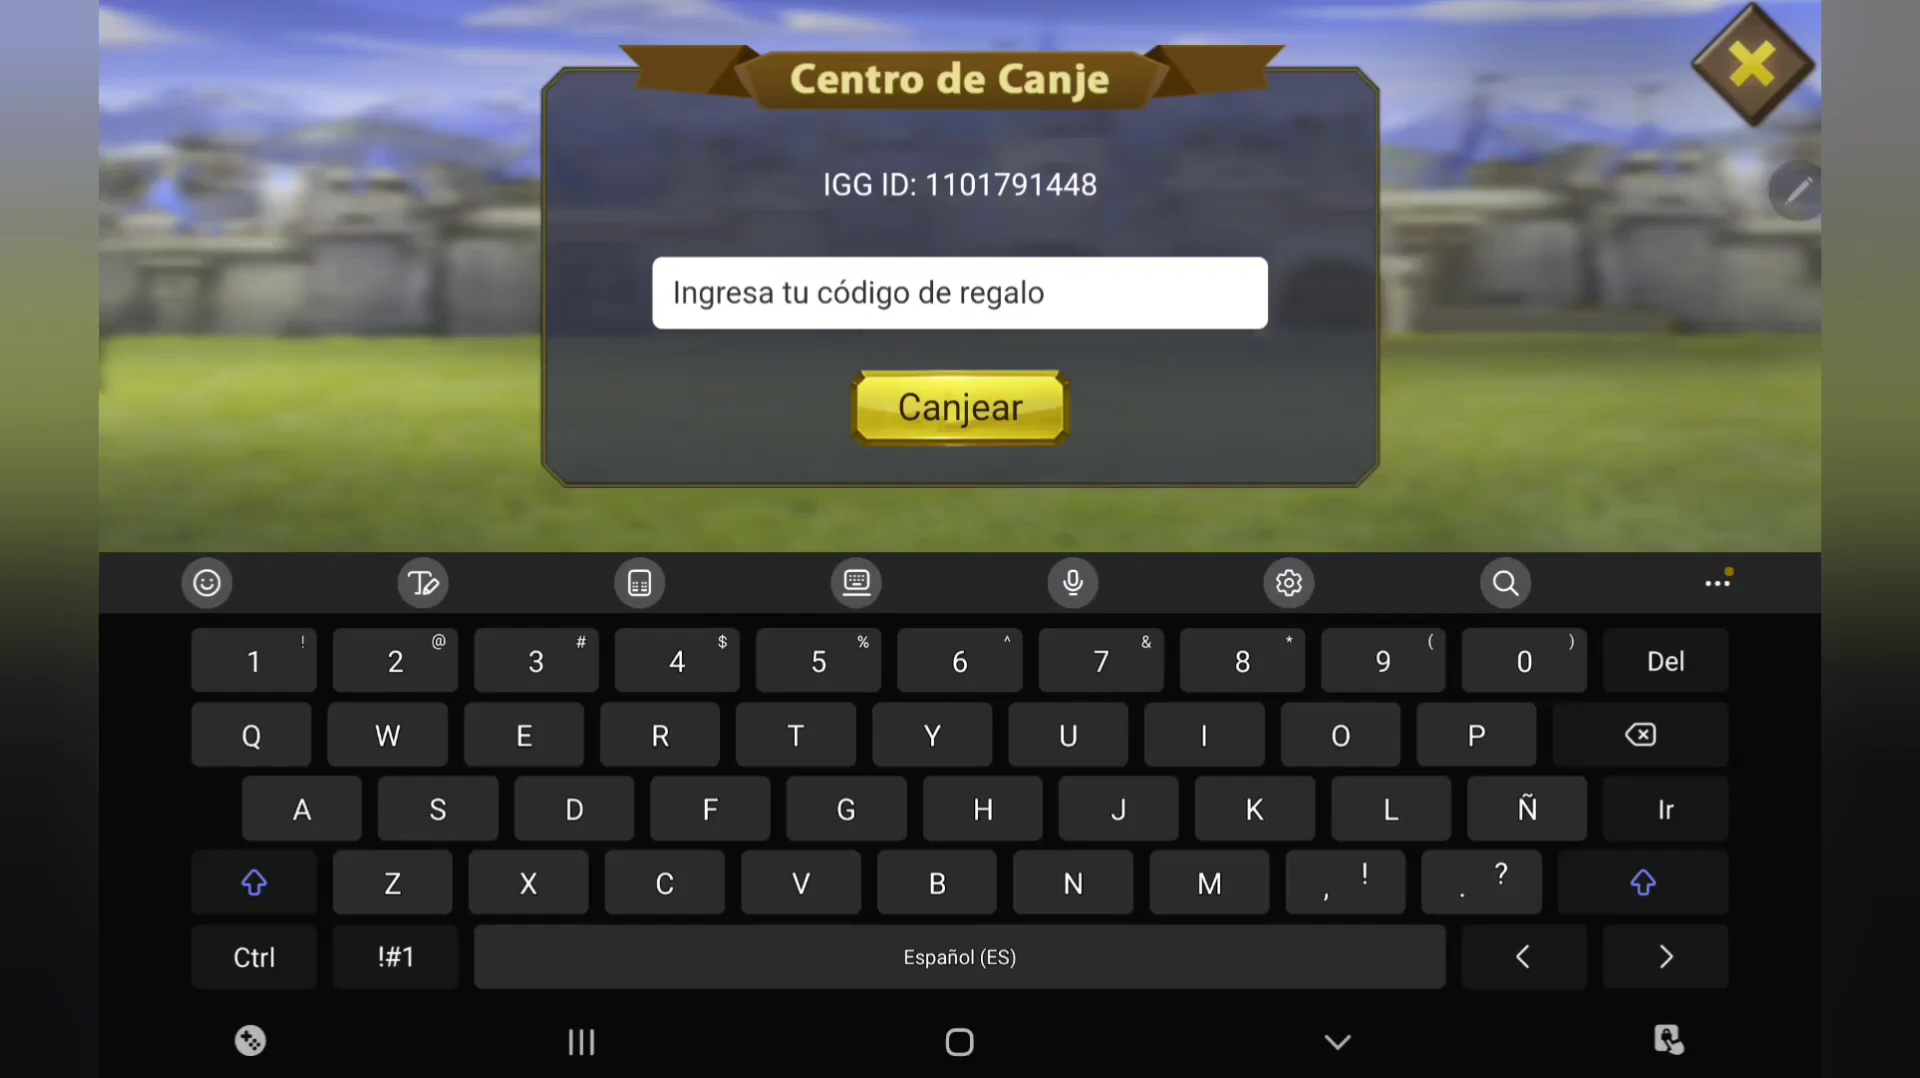 Centro de Canje
IGG ID: 1101791448
Ingresa tu código de regalo
Canjear
1 ! 2 @ 3 # 4 $ 5 % 6 ^ 7 & 8 * 9 ( 0 ) Del
Q W E R T Y U I O P
A S D F G H J K L Ñ Ir
Z X C V B N M , ! . ?
Ctrl !#1 Español (ES) < >